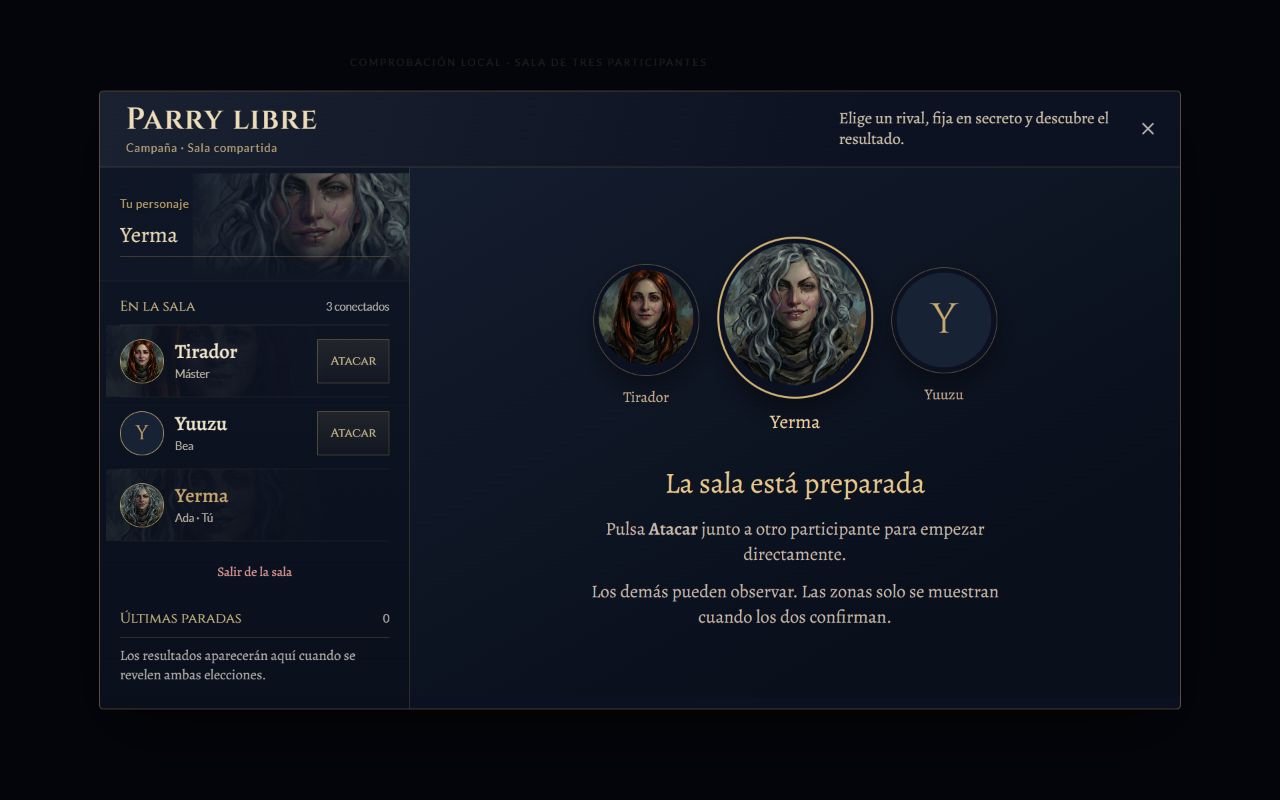 COMPROBACIÓN LOCAL · SALA DE TRES PARTICIPANTES
PARRY LIBRE
Campaña · Sala compartida
Elige un rival, fija en secreto y descubre el
resultado.
Tu personaje
Yerma
EN LA SALA
3 conectados
Tirador
Máster
ATACAR
Y
Yuuzu
Bea
ATACAR
Yerma
Ada · Tú
Salir de la sala
ÚLTIMAS PARADAS
0
Los resultados aparecerán aquí cuando se
revelen ambas elecciones.
Tirador
Yerma
Y
Yuuzu
La sala está preparada
Pulsa Atacar junto a otro participante para empezar
directamente.
Los demás pueden observar. Las zonas solo se muestran
cuando los dos confirman.